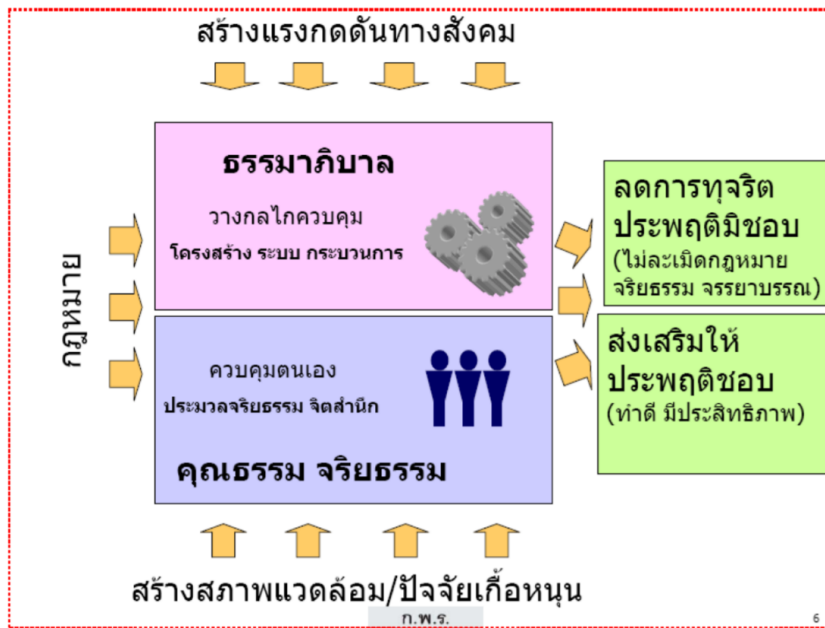 สร้างแรงกดดันทางสังคม
ธรรมาภิบาล
วางกลไกควบคุม
โครงสร้าง ระบบ กระบวนการ
กฎหมาย
ควบคุมตนเอง
ประมวลจริยธรรม จิตสำนึก
คุณธรรม จริยธรรม
ลดการทุจริต
ประพฤติมิชอบ
(ไม่ละเมิดกฎหมาย
จริยธรรม จรรยาบรรณ)
ส่งเสริมให้
ประพฤติชอบ
(ทำดี มีประสิทธิภาพ)
สร้างสภาพแวดล้อม/ปัจจัยเกื้อหนุน
ก.พ.ร.
6